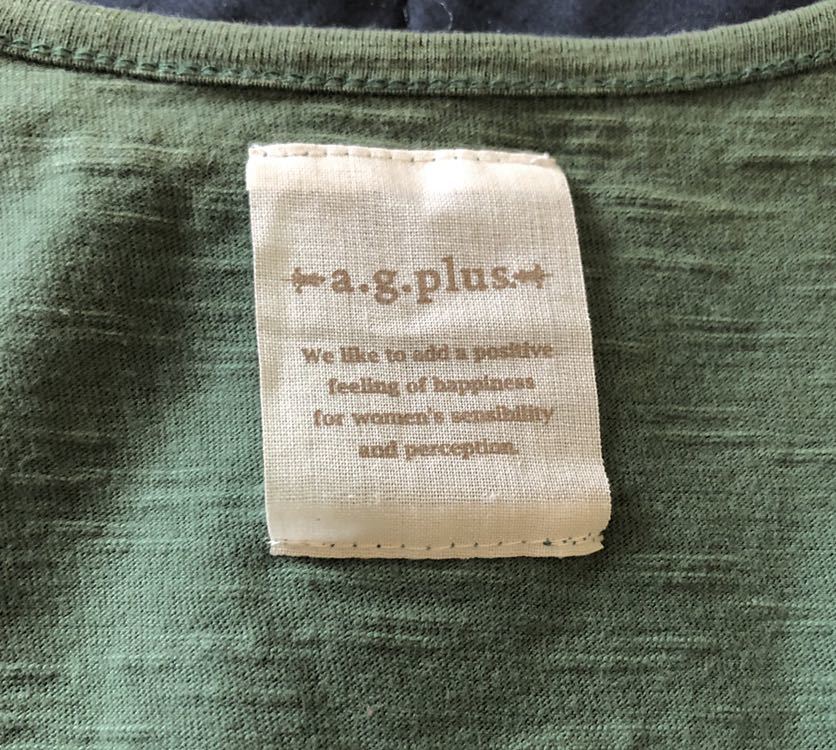 a.g.plus.
We like to add a positive
feeling of happiness
for women's sensibility
and perception.